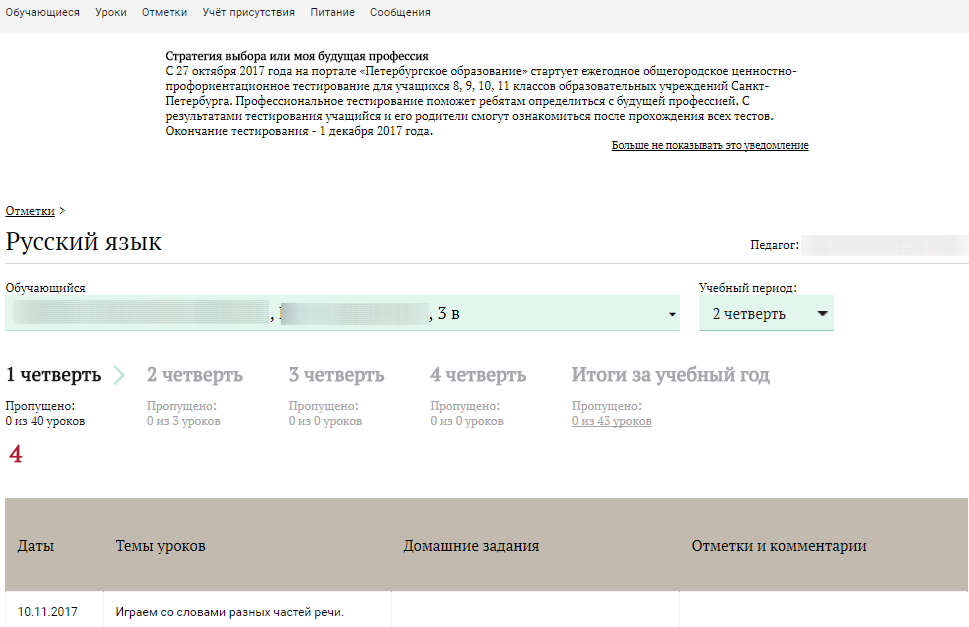 Обучающиеся Уроки Отметки Учёт присутствия Питание Сообщения
Стратегия выбора или моя будущая профессия
С 27 октября 2017 года на портале «Петербургское образование» стартует ежегодное общегородское ценностно-
профориентационное тестирование для учащихся 8, 9, 10, 11 классов образовательных учреждений Санкт-
Петербурга. Профессиональное тестирование поможет ребятам определиться с будущей профессией. С
результатами тестирования учащийся и его родители смогут ознакомиться после прохождения всех тестов.
Окончание тестирования - 1 декабря 2017 года.
Больше не показывать это уведомление
Отметки >
Русский язык
Педагог:
Обучающийся
Учебный период:
, , 3 в
2 четверть
1 четверть 2 четверть 3 четверть 4 четверть Итоги за учебный год
Пропущено: Пропущено: Пропущено: Пропущено: Пропущено:
0 из 40 уроков 0 из 3 уроков 0 из 0 уроков 0 из 0 уроков 0 из 43 уроков
4
Даты Темы уроков Домашние задания Отметки и комментарии
10.11.2017 Играем со словами разных частей речи.